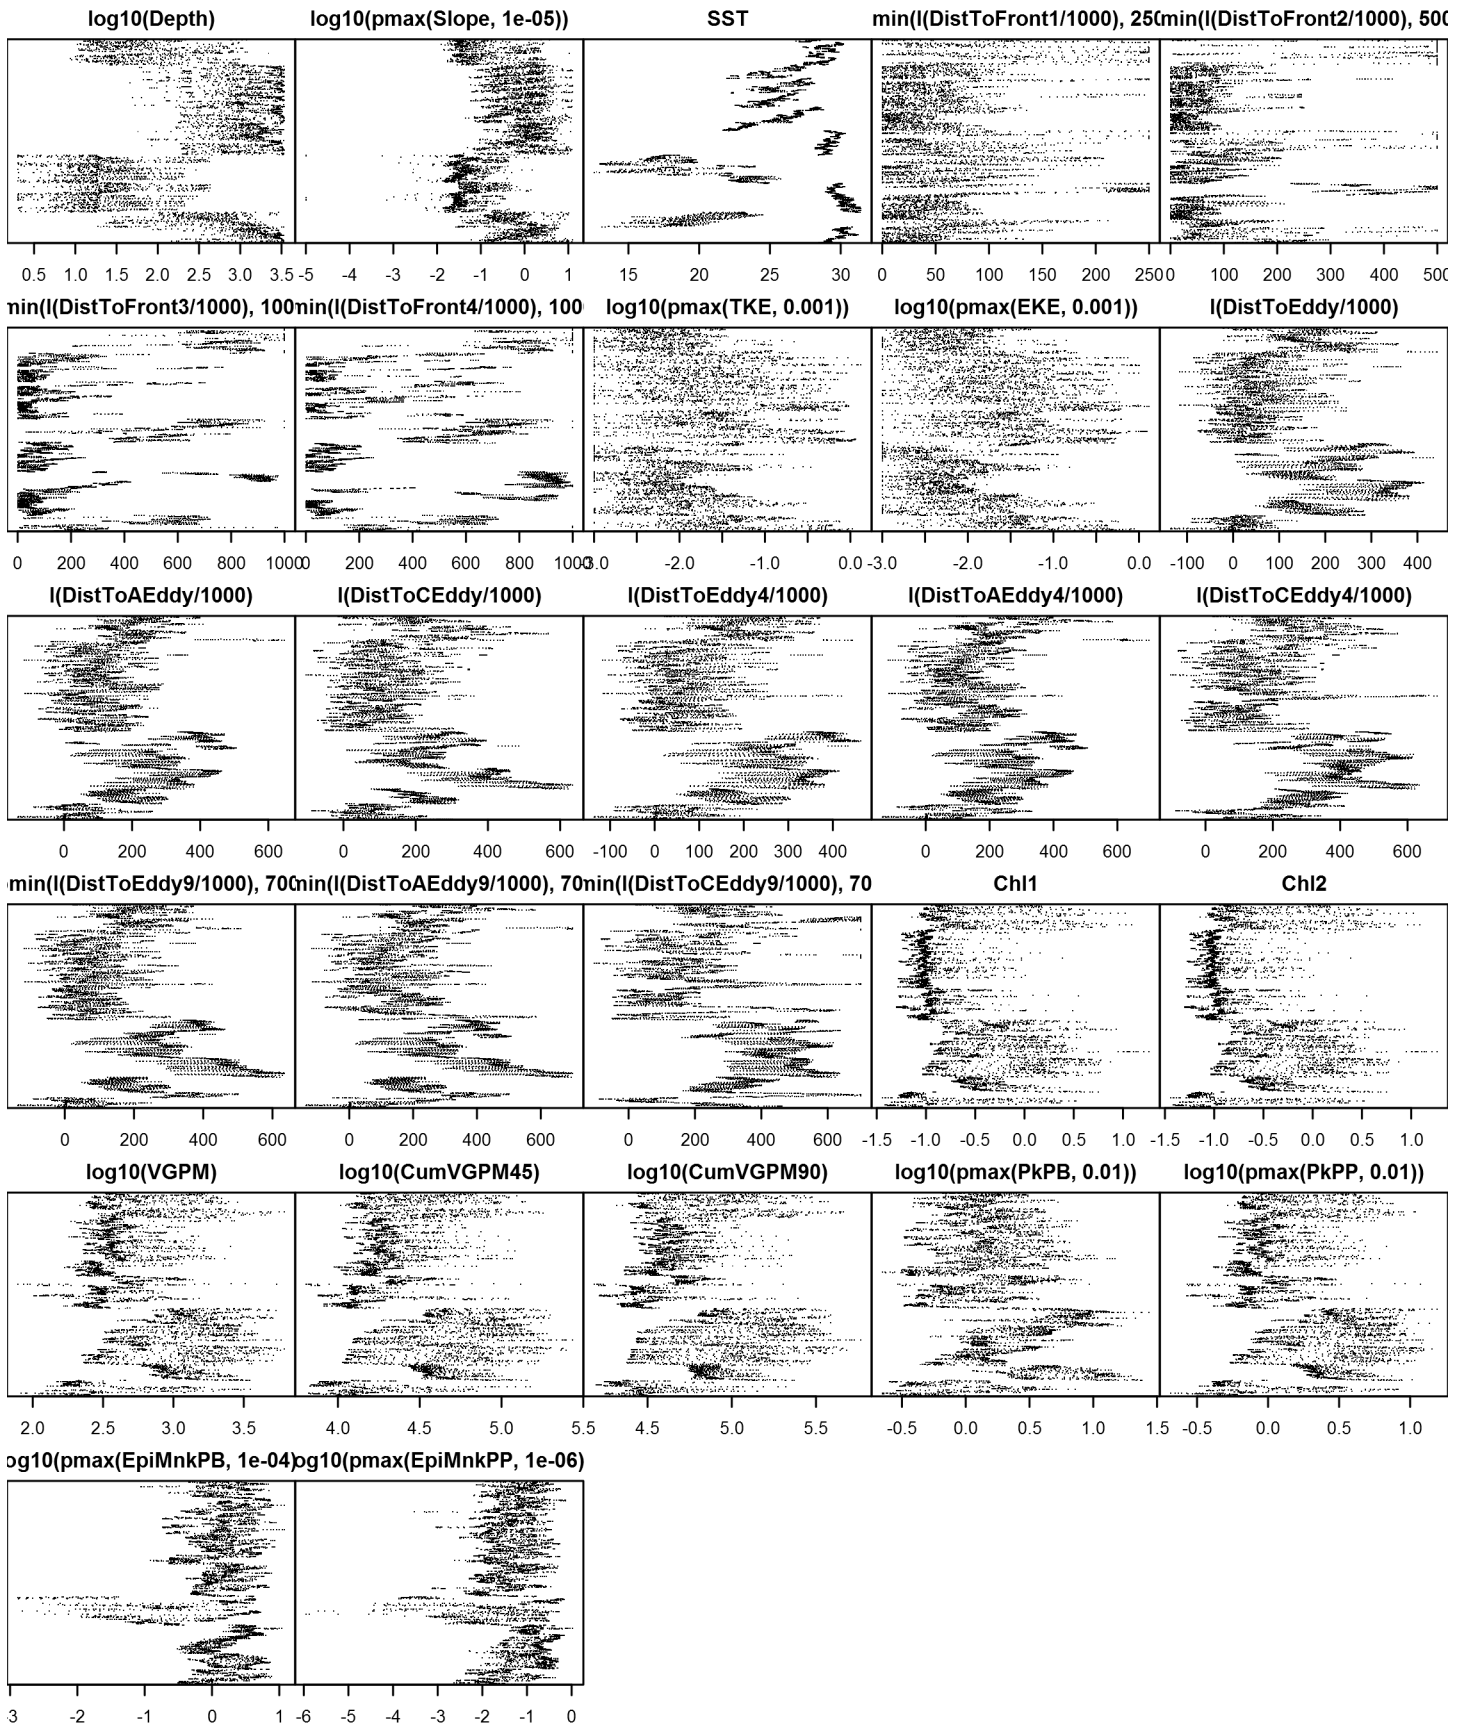 log10(Depth) log10(pmax(Slope, 1e-05)) SST min(I(DistToFront1/1000), 250 min(I(DistToFront2/1000), 500
0.5 1.0 1.5 2.0 2.5 3.0 3.5 -5 -4 -3 -2 -1 0 1 15 20 25 30 0 50 100 150 200 250 0 100 200 300 400 500
min(I(DistToFront3/1000), 100 min(I(DistToFront4/1000), 100 log10(pmax(TKE, 0.001)) log10(pmax(EKE, 0.001)) I(DistToEddy/1000)
0 200 400 600 800 1000 0 200 400 600 800 1000 -3.0 -2.0 -1.0 0.0 -3.0 -2.0 -1.0 0.0 -100 0 100 200 300 400
I(DistToAEddy/1000) I(DistToCEddy/1000) I(DistToEddy4/1000) I(DistToAEddy4/1000) I(DistToCEddy4/1000)
0 200 400 600 0 200 400 600 -100 0 100 200 300 400 0 200 400 600 0 200 400 600
min(I(DistToEddy9/1000), 700 min(I(DistToAEddy9/1000), 70 min(I(DistToCEddy9/1000), 70 Chl1 Chl2
0 200 400 600 0 200 400 600 0 200 400 600 -1.5 -1.0 -0.5 0.0 0.5 1.0 -1.5 -1.0 -0.5 0.0 0.5 1.0
log10(VGPM) log10(CumVGPM45) log10(CumVGPM90) log10(pmax(PkPB, 0.01)) log10(pmax(PkPP, 0.01))
2.0 2.5 3.0 3.5 4.0 4.5 5.0 5.5 4.5 5.0 5.5 -0.5 0.0 0.5 1.0 1.5 -0.5 0.0 0.5 1.0
og10(pmax(EpiMnkPB, 1e-04) og10(pmax(EpiMnkPP, 1e-06)
-3 -2 -1 0 1 -6 -5 -4 -3 -2 -1 0